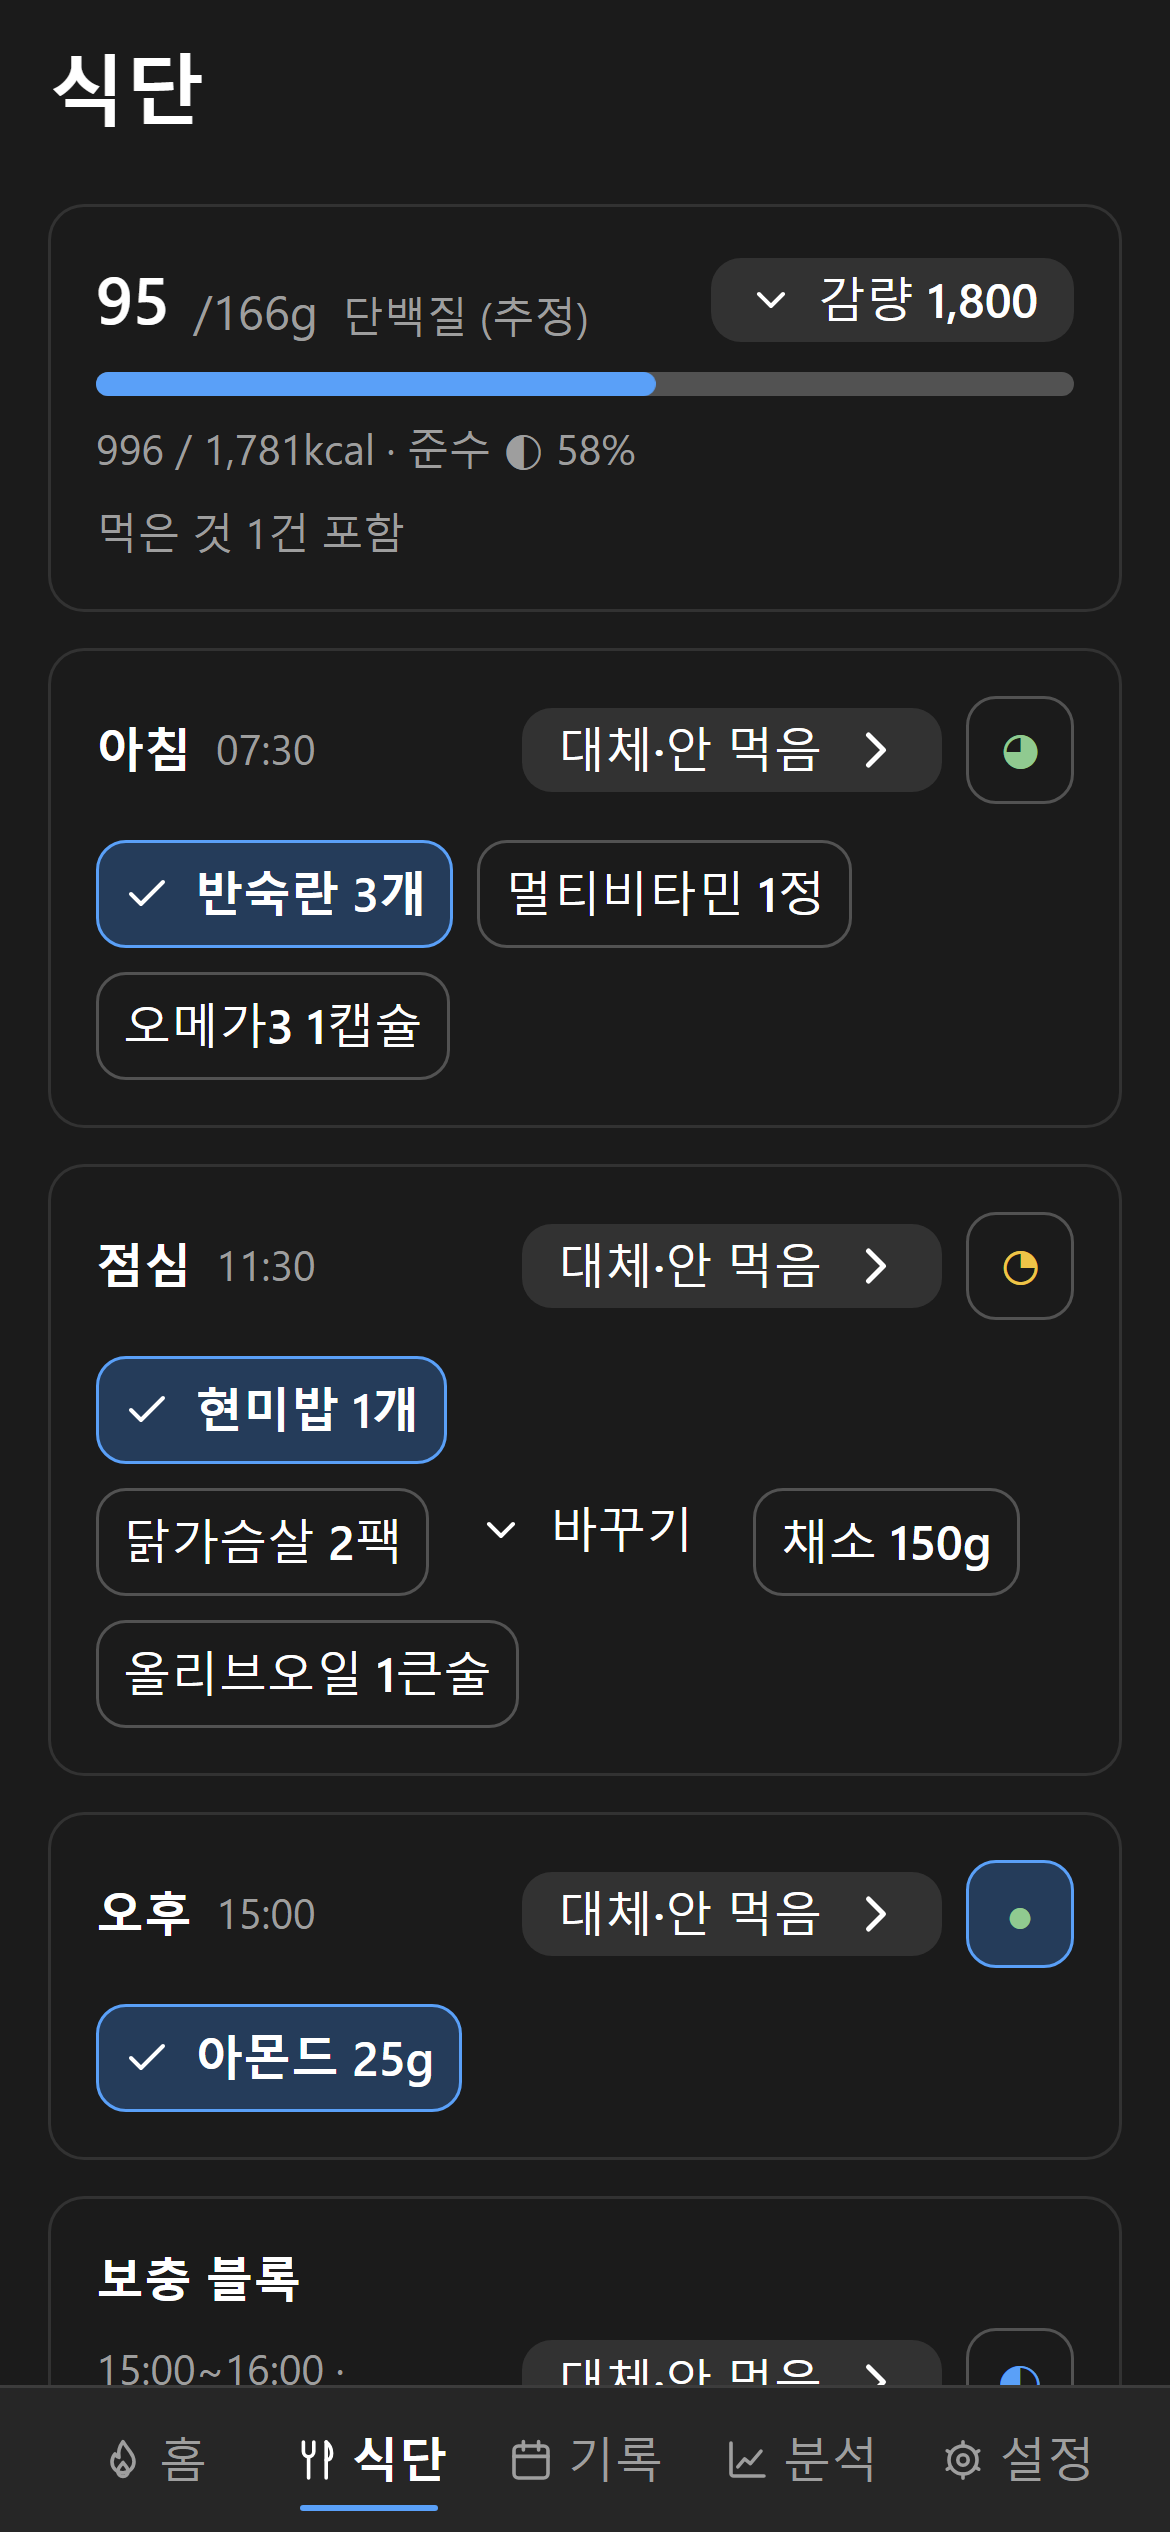 식단
95 /166g 단백질 (추정) 감량 1,800
996 / 1,781kcal · 준수 ◐ 58%
먹은 것 1건 포함
아침 07:30 대체·안 먹음
반숙란 3개 멀티비타민 1정
오메가3 1캡슐
점심 11:30 대체·안 먹음
현미밥 1개
닭가슴살 2팩 바꾸기 채소 150g
올리브오일 1큰술
오후 15:00 대체·안 먹음
아몬드 25g
보충 블록
15:00~16:00 · 대체·안 먹음
홈 식단 기록 분석 설정